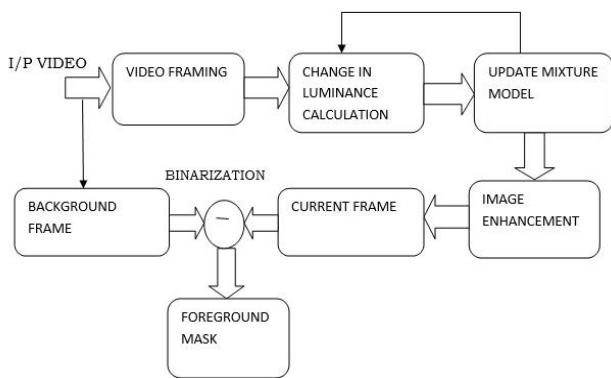 I/P VIDEO
VIDEO FRAMING
CHANGE IN
LUMINANCE
CALCULATION
UPDATE MIXTURE
MODEL
BINARIZATION
BACKGROUND
FRAME
—
CURRENT FRAME
IMAGE
ENHANCEMENT
FOREGROUND
MASK